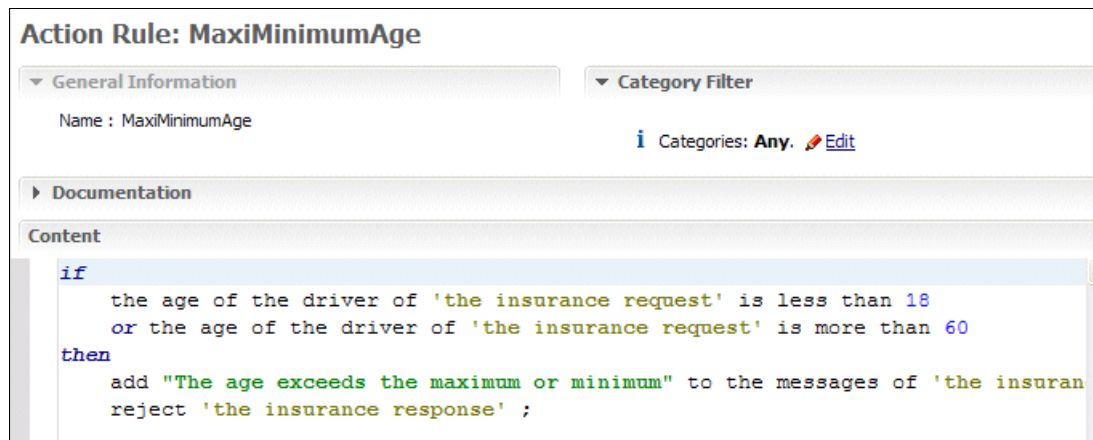 Action Rule: MaxiMinimumAge
General Information
Category Filter
Name : MaxiMinimumAge
i Categories: Any. Edit
Documentation
Content
if
the age of the driver of 'the insurance request' is less than 18
or the age of the driver of 'the insurance request' is more than 60
then
add "The age exceeds the maximum or minimum" to the messages of 'the insuran
reject 'the insurance response' ;